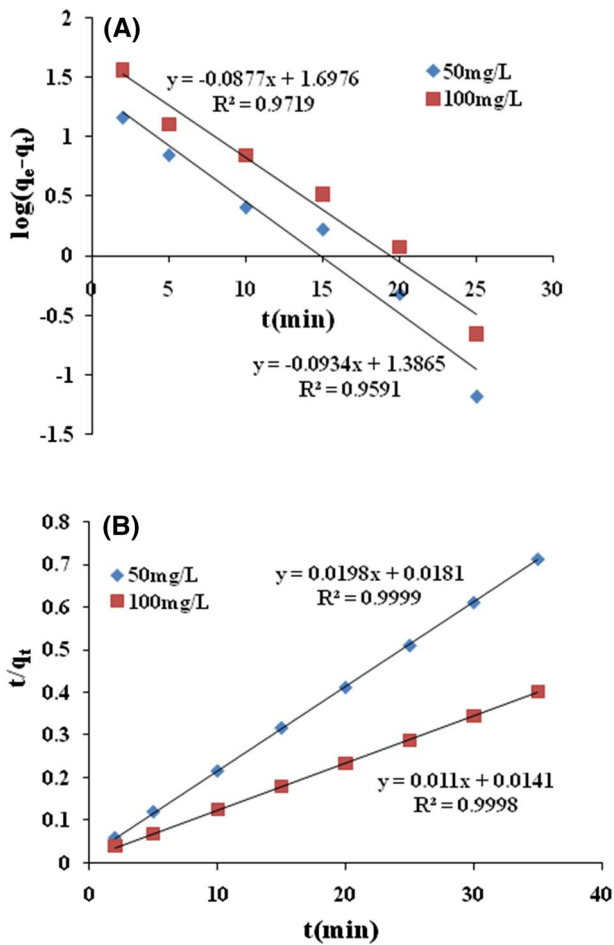 (A)
2
1.5
1
0.5
0
-0.5
-1
-1.5
log(qₑ-qₜ)
y = -0.0877x + 1.6976
R² = 0.9719
50mg/L
100mg/L
0 5 10 15 20 25 30
t(min)
y = -0.0934x + 1.3865
R² = 0.9591
(B)
0.8
0.7
0.6
0.5
0.4
0.3
0.2
0.1
0
t/qₜ
50mg/L
100mg/L
y = 0.0198x + 0.0181
R² = 0.9999
y = 0.011x + 0.0141
R² = 0.9998
0 10 20 30 40
t(min)